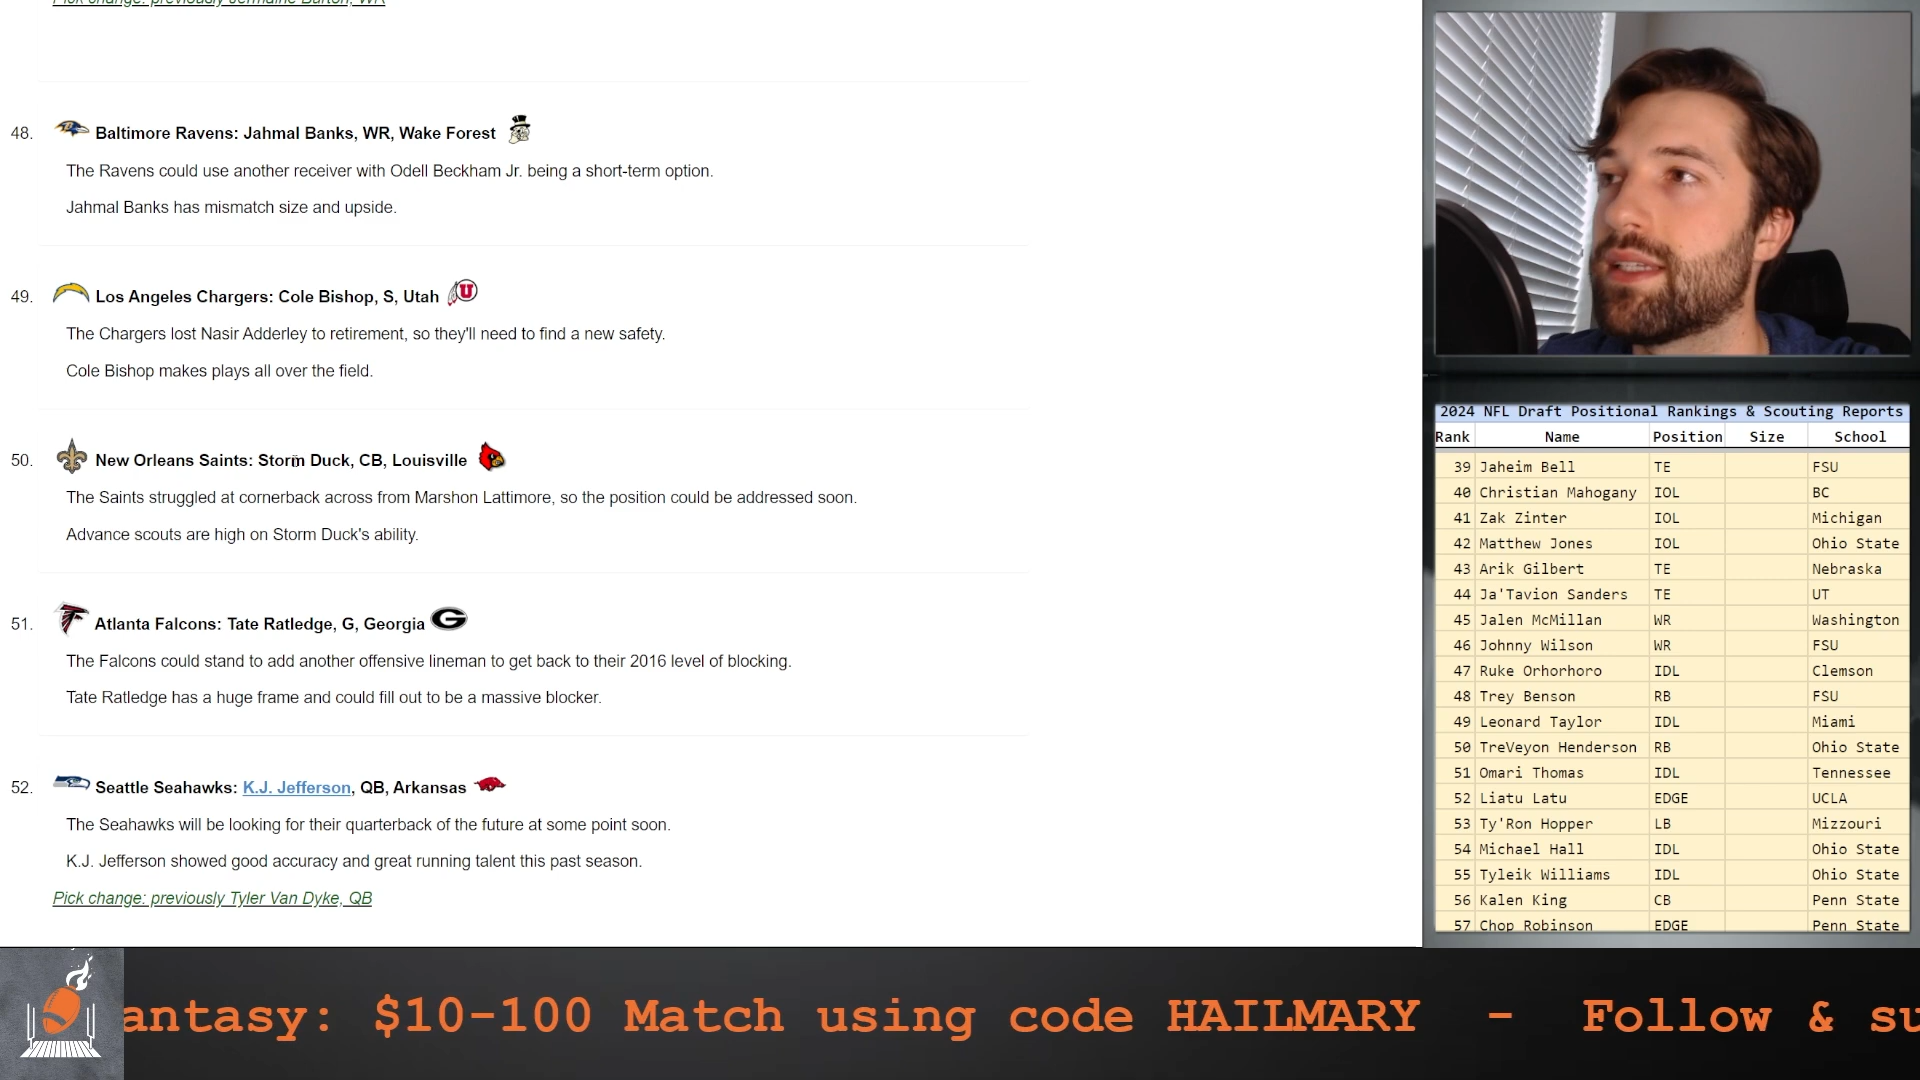 Pick change: previously Jermaine Burton, WR
48. Baltimore Ravens: Jahmal Banks, WR, Wake Forest
The Ravens could use another receiver with Odell Beckham Jr. being a short-term option.
Jahmal Banks has mismatch size and upside.
49. Los Angeles Chargers: Cole Bishop, S, Utah
The Chargers lost Nasir Adderley to retirement, so they'll need to find a new safety.
Cole Bishop makes plays all over the field.
50. New Orleans Saints: Storm Duck, CB, Louisville
The Saints struggled at cornerback across from Marshon Lattimore, so the position could be addressed soon.
Advance scouts are high on Storm Duck's ability.
51. Atlanta Falcons: Tate Ratledge, G, Georgia
The Falcons could stand to add another offensive lineman to get back to their 2016 level of blocking.
Tate Ratledge has a huge frame and could fill out to be a massive blocker.
52. Seattle Seahawks: K.J. Jefferson, QB, Arkansas
The Seahawks will be looking for their quarterback of the future at some point soon.
K.J. Jefferson showed good accuracy and great running talent this past season.
Pick change: previously Tyler Van Dyke, QB
2024 NFL Draft Positional Rankings & Scouting Reports
Rank Name Position Size School
39 Jaheim Bell TE FSU
40 Christian Mahogany IOL BC
41 Zak Zinter IOL Michigan
42 Matthew Jones IOL Ohio State
43 Arik Gilbert TE Nebraska
44 Ja'Tavion Sanders TE UT
45 Jalen McMillan WR Washington
46 Johnny Wilson WR FSU
47 Ruke Orhorhoro IDL Clemson
48 Trey Benson RB FSU
49 Leonard Taylor IDL Miami
50 TreVeyon Henderson RB Ohio State
51 Omari Thomas IDL Tennessee
52 Liatu Latu EDGE UCLA
53 Ty'Ron Hopper LB Mizzouri
54 Michael Hall IDL Ohio State
55 Tyleik Williams IDL Ohio State
56 Kalen King CB Penn State
57 Chop Robinson EDGE Penn State
antasy: $10-100 Match using code HAILMARY - Follow & su